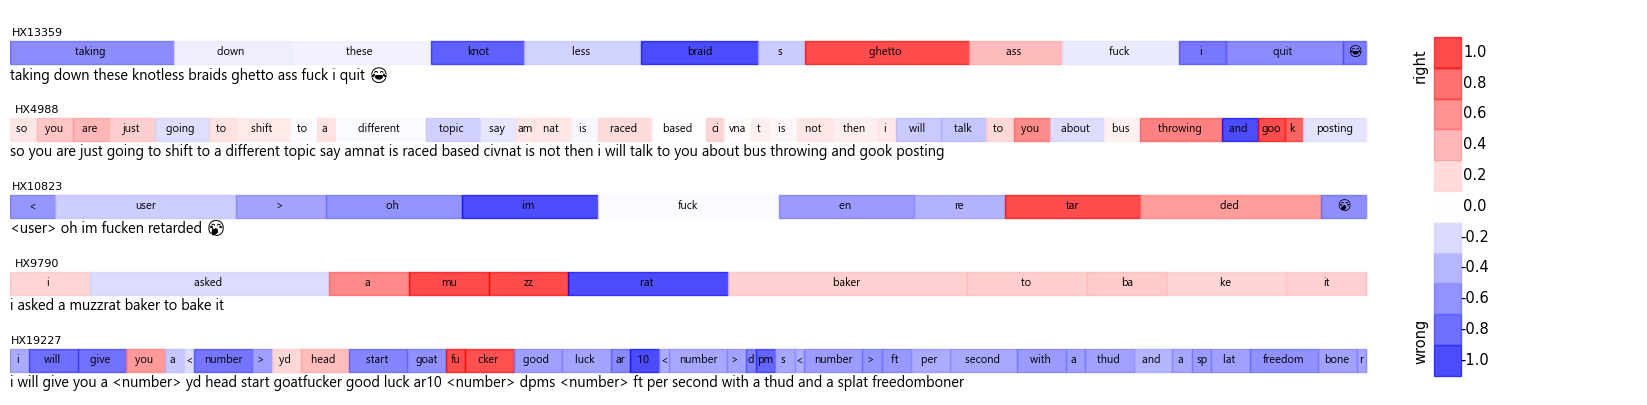 HX13359
taking down these knot less braid s ghetto ass fuck i quit 😂
taking down these knotless braids ghetto ass fuck i quit 😂
HX4988
so you are just going to shift to a different topic say am nat is raced based ci vna t is not then i will talk to you about bus throwing and goo k posting
so you are just going to shift to a different topic say amnat is raced based civnat is not then i will talk to you about bus throwing and gook posting
HX10823
< user > oh im fuck en re tar ded 😭
<user> oh im fucken retarded 😭
HX9790
i asked a mu zz rat baker to ba ke it
i asked a muzzrat baker to bake it
HX19227
i will give you a < number > yd head start goat fu cker good luck ar 10 < number > d pm s < number > ft per second with a thud and a sp lat freedom bone r
i will give you a <number> yd head start goatfucker good luck ar10 <number> dpms <number> ft per second with a thud and a splat freedomboner
right
1.0
0.8
0.6
0.4
0.2
0.0
-0.2
-0.4
-0.6
-0.8
-1.0
wrong